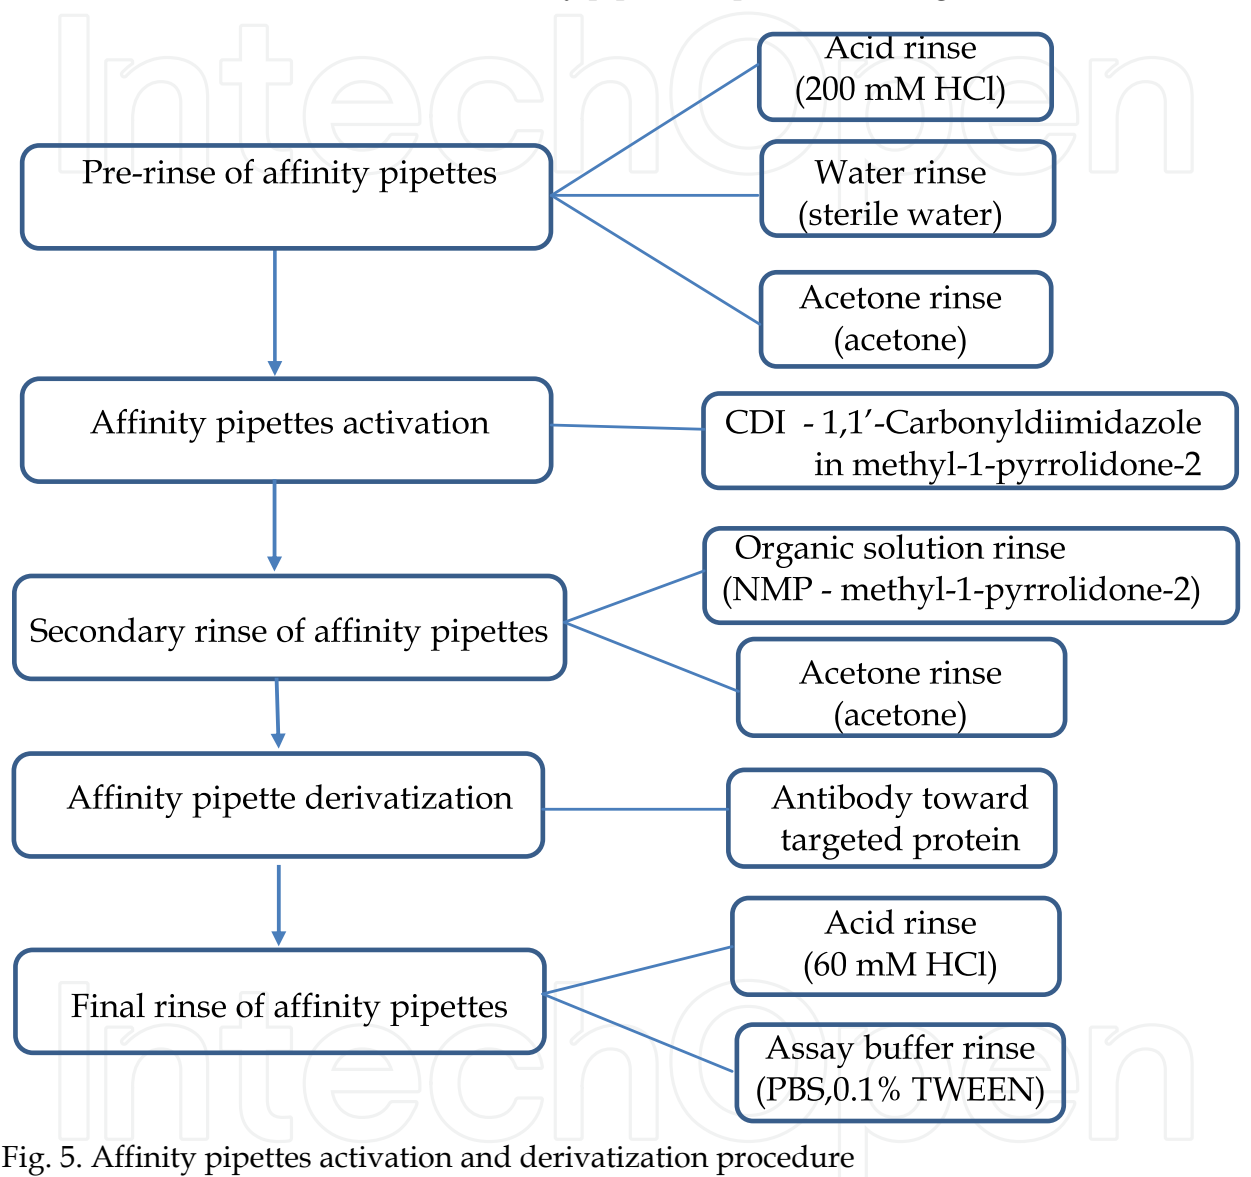 Acid rinse
(200 mM HCl)
Pre-rinse of affinity pipettes
Water rinse
(sterile water)
Acetone rinse
(acetone)
Affinity pipettes activation
CDI - 1,1’-Carbonyldiimidazole
in methyl-1-pyrrolidone-2
Organic solution rinse
(NMP - methyl-1-pyrrolidone-2)
Secondary rinse of affinity pipettes
Acetone rinse
(acetone)
Affinity pipette derivatization
Antibody toward
targeted protein
Acid rinse
(60 mM HCl)
Final rinse of affinity pipettes
Assay buffer rinse
(PBS,0.1% TWEEN)
Fig. 5. Affinity pipettes activation and derivatization procedure
IntechOpen
IntechOpen